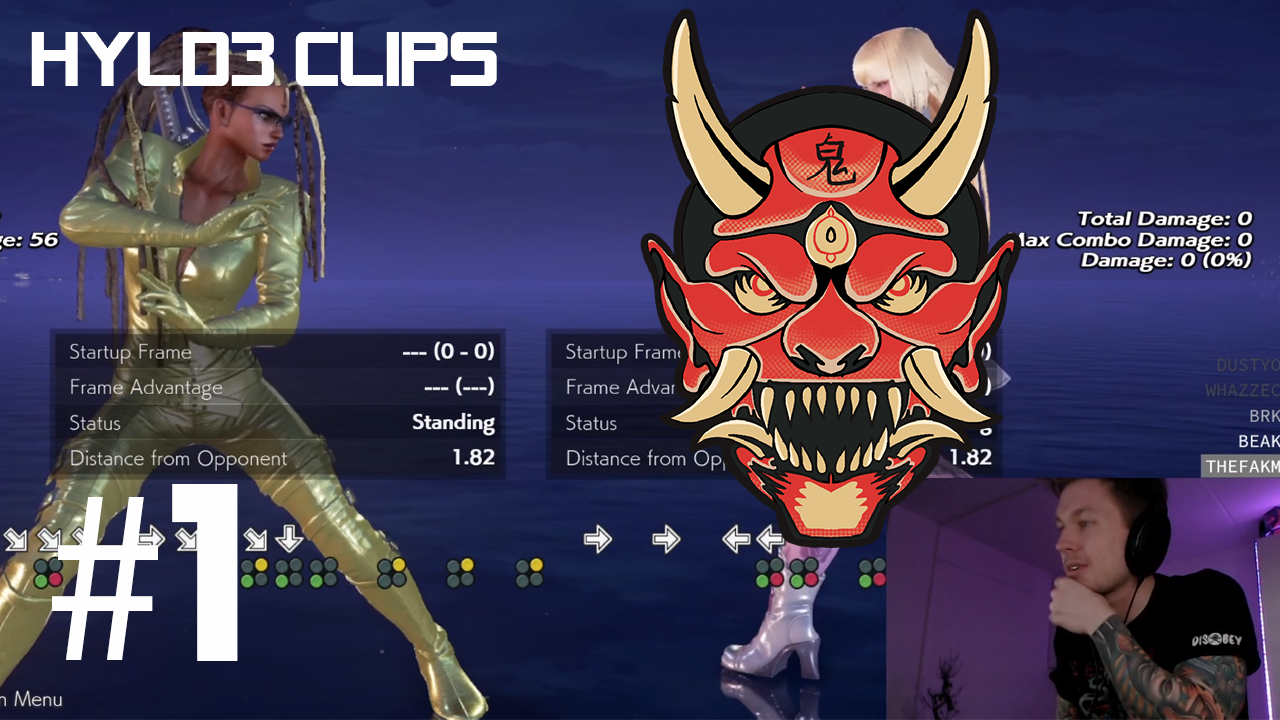 HYLD3 CLIPS
鬼
ge: 56
Total Damage: 0
Max Combo Damage: 0
Damage: 0 (0%)
Startup Frame --- (0 - 0)
Frame Advantage --- (---)
Status Standing
Distance from Opponent 1.82
Startup Frame )
Frame Advan )
Status g
Distance from Opp 1.82
DUSTYO
WHAZZEO
BRK
BEAK
THEFAKM
#1
DISOBEY
n Menu